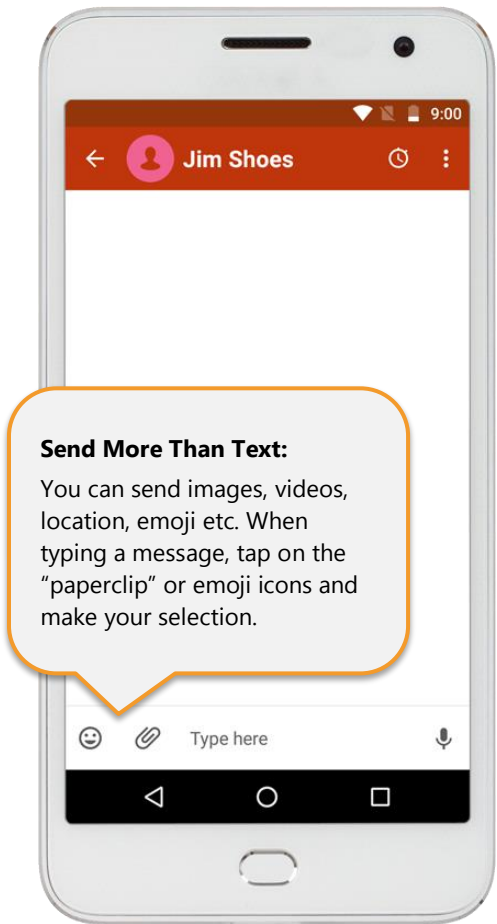 9:00
Jim Shoes
Send More Than Text:
You can send images, videos,
location, emoji etc. When
typing a message, tap on the
“paperclip” or emoji icons and
make your selection.
Type here